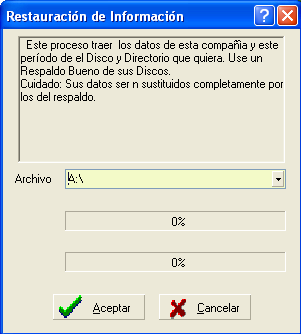 Restauración de Información
Este proceso traer los datos de esta compañia y este
período de el Disco y Directorio que quiera. Use un
Respaldo Bueno de sus Discos.
Cuidado: Sus datos ser n sustituidos completamente por
los del respaldo.
Archivo A:\
0%
0%
Aceptar Cancelar